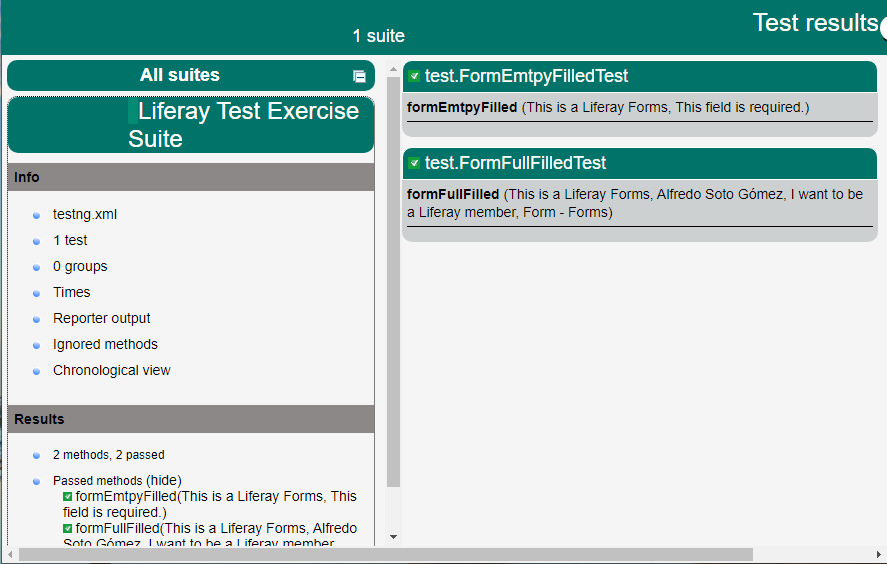 Test results
1 suite
All suites
Liferay Test Exercise
Suite
Info
testng.xml
1 test
0 groups
Times
Reporter output
Ignored methods
Chronological view
Results
2 methods, 2 passed
Passed methods (hide)
formEmtpyFilled(This is a Liferay Forms, This
field is required.)
formFullFilled(This is a Liferay Forms, Alfredo
Soto Gómez, I want to be a Liferay member,
test.FormEmtpyFilledTest
formEmtpyFilled (This is a Liferay Forms, This field is required.)
test.FormFullFilledTest
formFullFilled (This is a Liferay Forms, Alfredo Soto Gómez, I want to be
a Liferay member, Form - Forms)